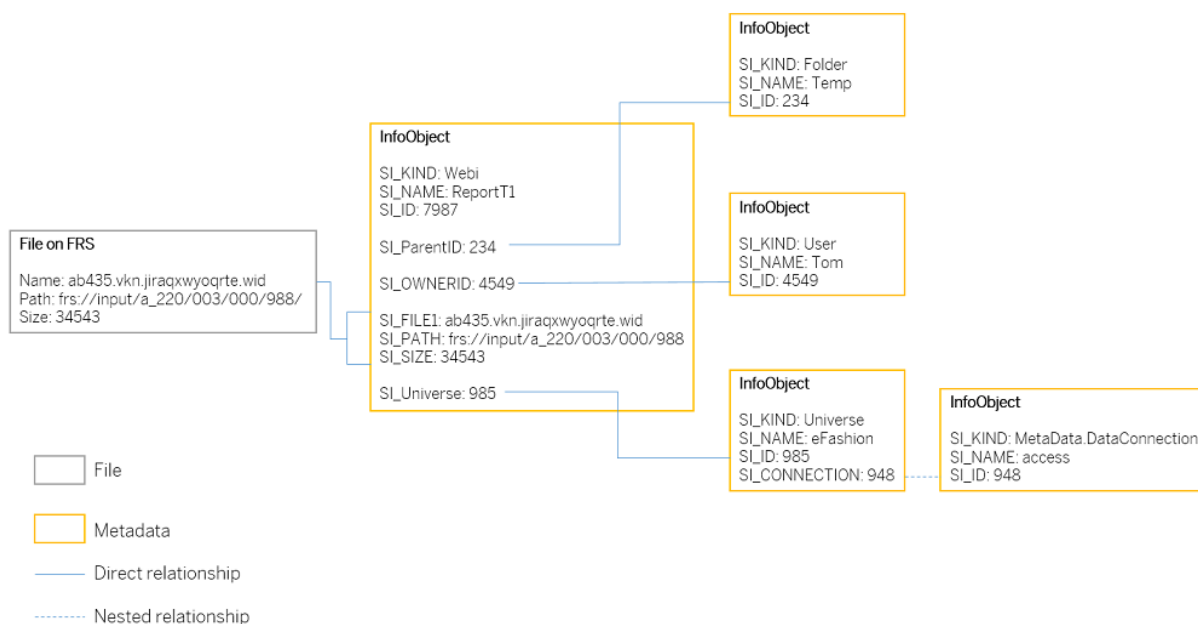 InfoObject
SI_KIND: Folder
SI_NAME: Temp
SI_ID: 234
InfoObject
SI_KIND: Webi
SI_NAME: ReportT1
SI_ID: 7987
SI_ParentID: 234
SI_OWNERID: 4549
SI_FILE1: ab435.vkn.jiraqxwyoqrte.wid
SI_PATH: frs://input/a_220/003/000/988
SI_SIZE: 34543
SI_Universe: 985
InfoObject
SI_KIND: User
SI_NAME: Tom
SI_ID: 4549
File on FRS
Name: ab435.vkn.jiraqxwyoqrte.wid
Path: frs://input/a_220/003/000/988/
Size: 34543
InfoObject
SI_KIND: Universe
SI_NAME: eFashion
SI_ID: 985
SI_CONNECTION: 948
InfoObject
SI_KIND: MetaData.DataConnection
SI_NAME: access
SI_ID: 948
File
Metadada
Direct relationship
Nested relationship